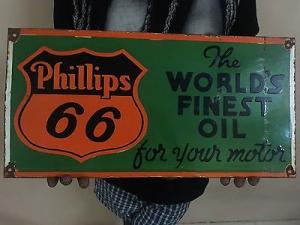 Phillips
66
The
WORLD'S
FINEST
OIL
for your motor